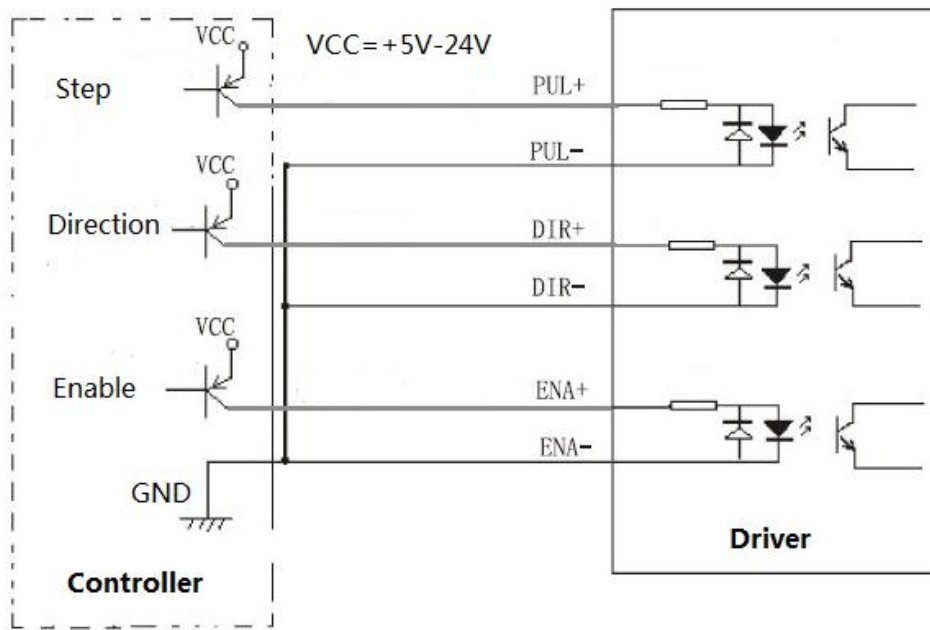 VCC
VCC=+5V-24V
Step
PUL+
PUL-
VCC
Direction
DIR+
DIR-
VCC
Enable
ENA+
ENA-
GND
Driver
Controller